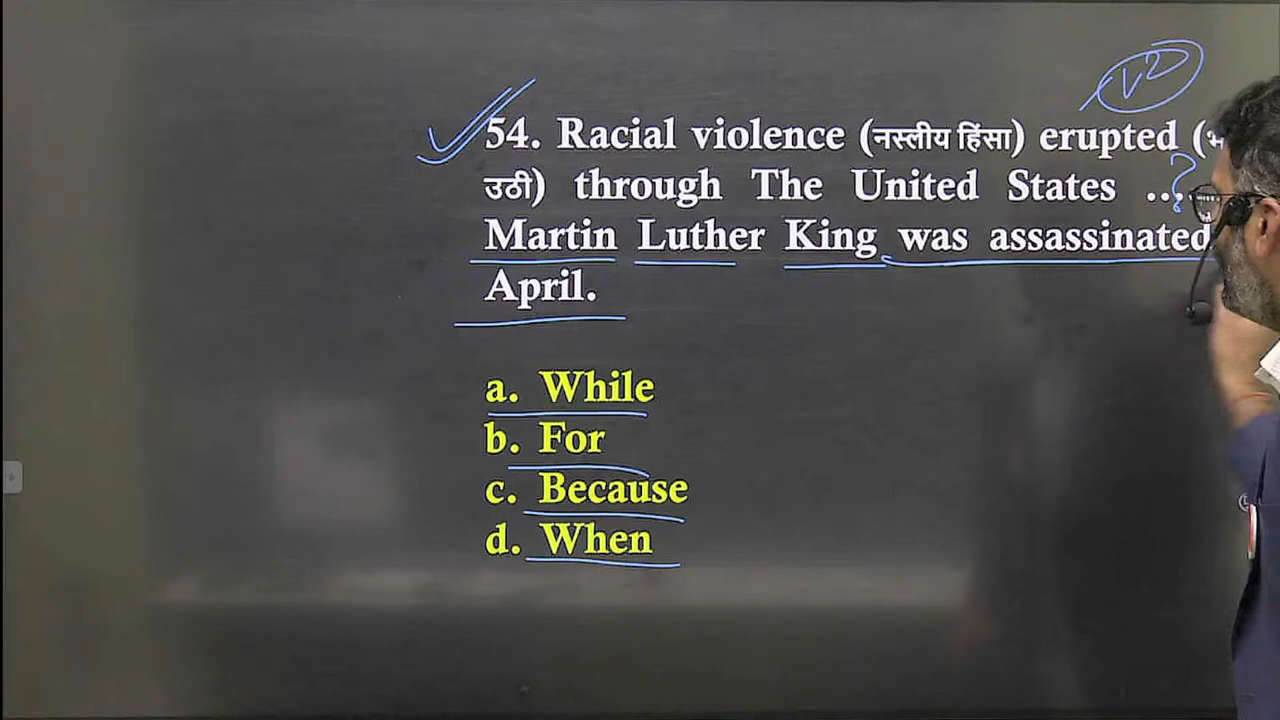 V2
54. Racial violence (नस्लीय हिंसा) erupted (
उठी) through The United States ...?
Martin Luther King was assassinated
April.
a. While
b. For
c. Because
d. When